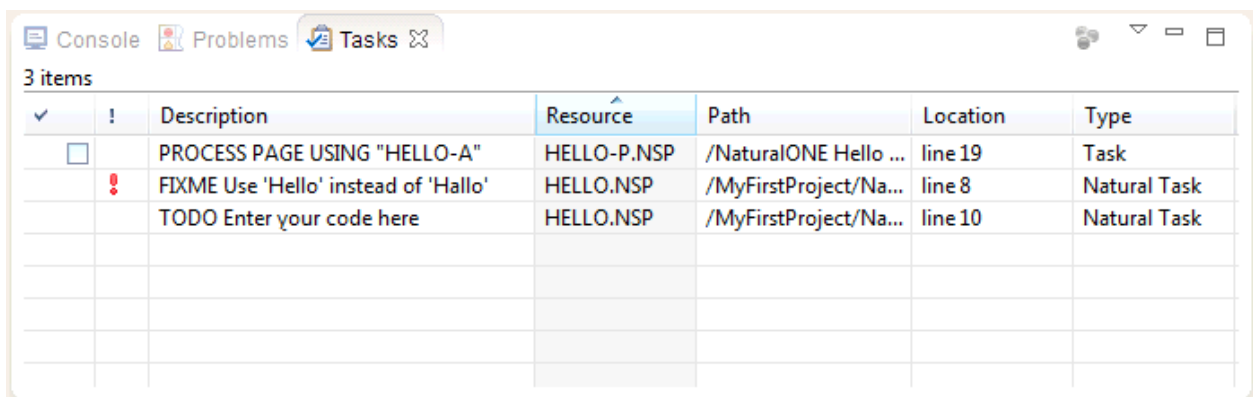 Console Problems Tasks
3 items
! Description Resource Path Location Type
PROCESS PAGE USING "HELLO-A" HELLO-P.NSP /NaturalONE Hello ... line 19 Task
FIXME Use 'Hello' instead of 'Hallo' HELLO.NSP /MyFirstProject/Na... line 8 Natural Task
TODO Enter your code here HELLO.NSP /MyFirstProject/Na... line 10 Natural Task